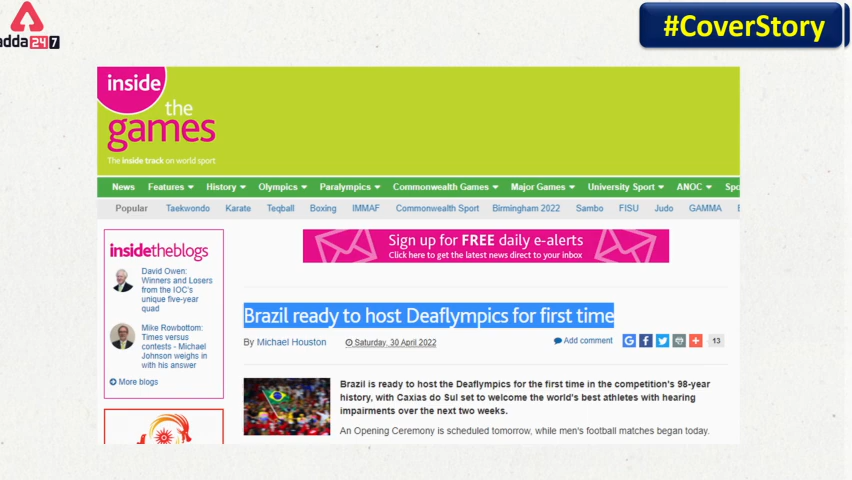 adda247
#CoverStory
inside
the
games
The inside track on world sport
News Features History Olympics Paralympics Commonwealth Games Major Games University Sport ANOC Spo
Popular Taekwondo Karate Teqball Boxing IMMAF Commonwealth Sport Birmingham 2022 Sambo FISU Judo GAMMA
insidetheblogs
David Owen:
Winners and Losers
from the IOC's
unique five-year
quad
Mike Rowbottom:
Times versus
contests - Michael
Johnson weighs in
with his answer
More blogs
Sign up for FREE daily e-alerts
Click here to get the latest news direct to your inbox
Brazil ready to host Deaflympics for first time
By Michael Houston Saturday, 30 April 2022 Add comment 13
Brazil is ready to host the Deaflympics for the first time in the competition's 98-year
history, with Caxias do Sul set to welcome the world's best athletes with hearing
impairments over the next two weeks.
An Opening Ceremony is scheduled tomorrow, while men's football matches began today.